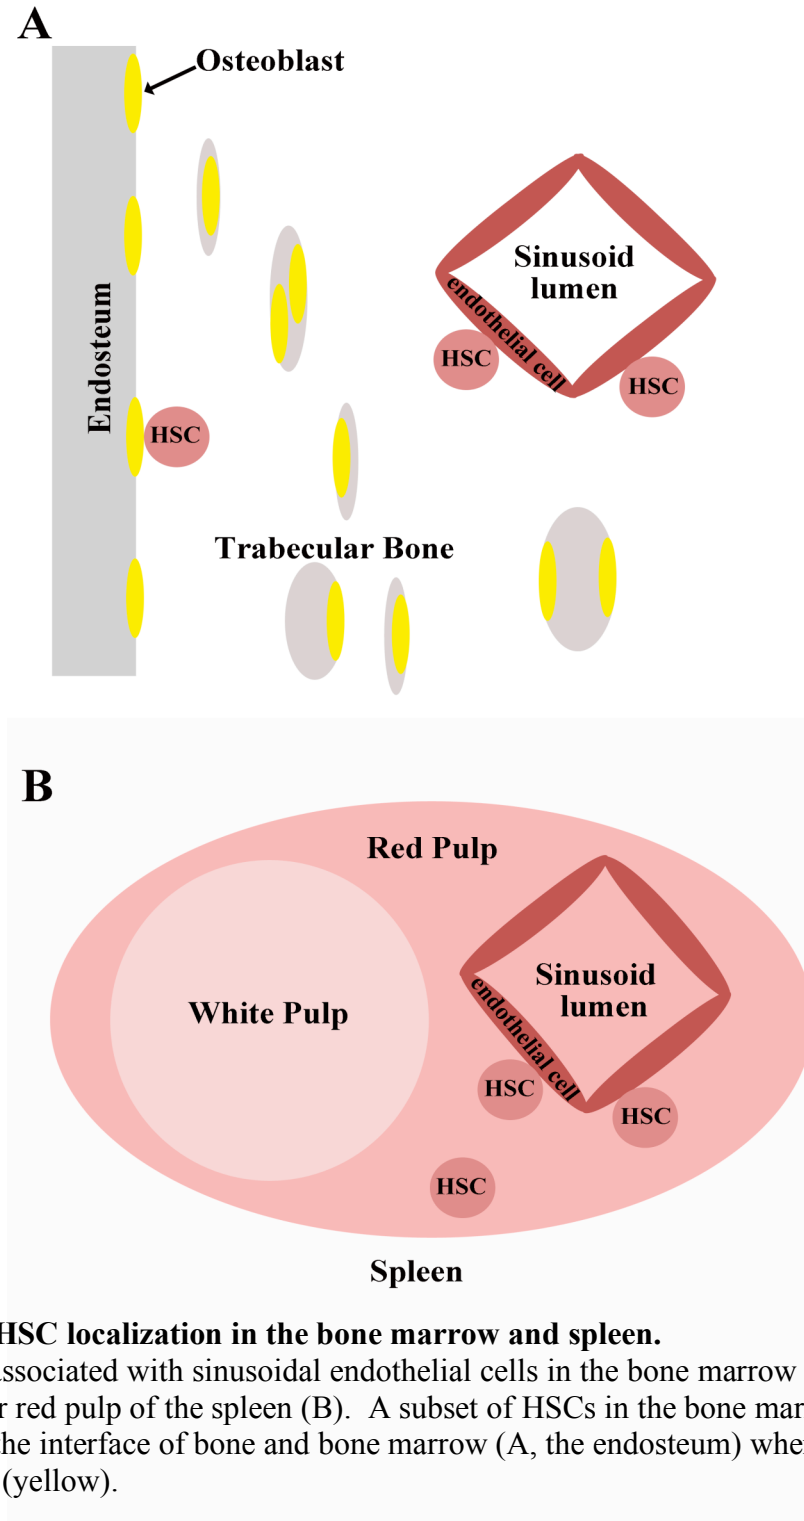 A
Osteoblast
Endosteum
Sinusoid
lumen
endothelial cell
HSC
HSC
HSC
Trabecular Bone
B
Red Pulp
White Pulp
Sinusoid
lumen
endothelial cell
HSC
HSC
HSC
Spleen
HSC localization in the bone marrow and spleen.
associated with sinusoidal endothelial cells in the bone marrow
r red pulp of the spleen (B).  A subset of HSCs in the bone mar
the interface of bone and bone marrow (A, the endosteum) whe
(yellow).